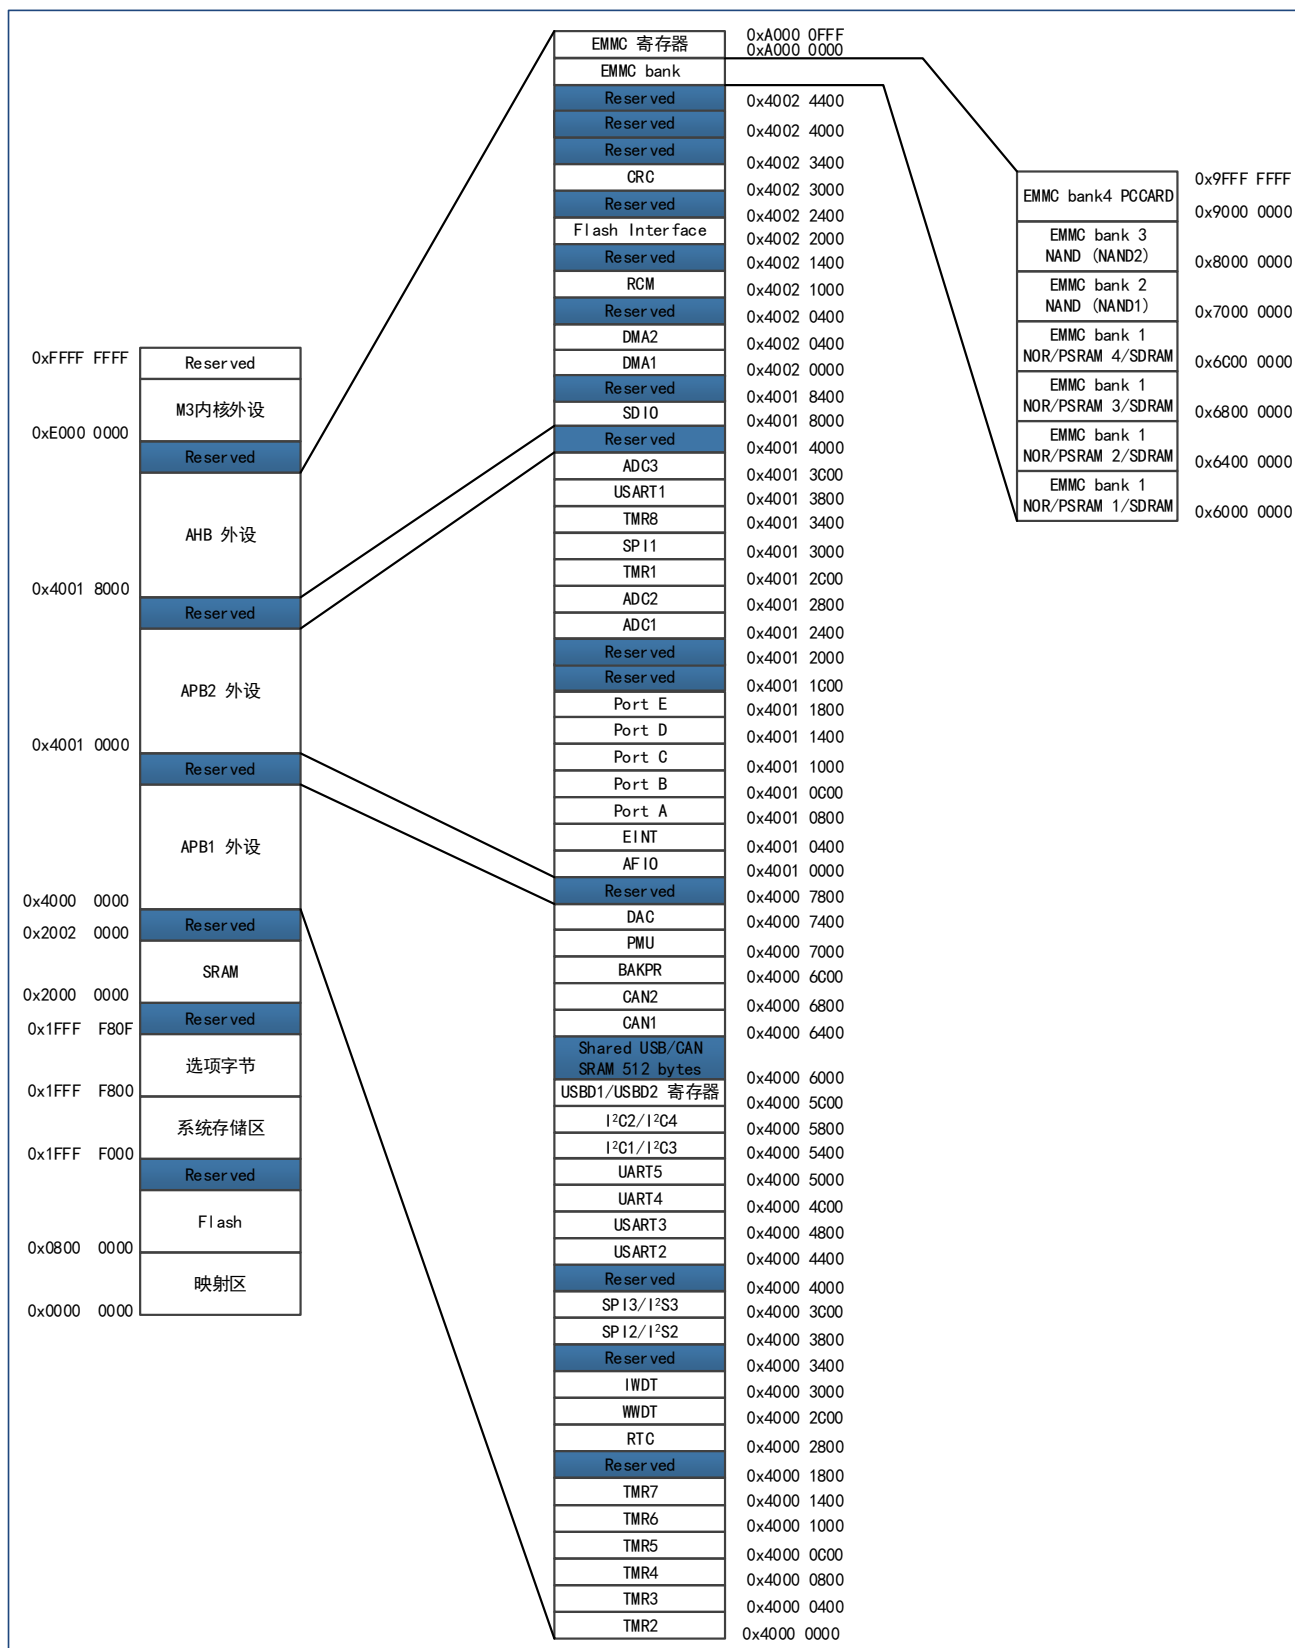 0xFFFF FFFF
Reserved
M3内核外设
0xE000 0000
Reserved
AHB 外设
0x4001 8000
Reserved
APB2 外设
0x4001 0000
Reserved
APB1 外设
0x4000 0000
Reserved
0x2002 0000
SRAM
0x2000 0000
Reserved
0x1FFF F80F
选项字节
0x1FFF F800
系统存储区
0x1FFF F000
Reserved
Flash
0x0800 0000
映射区
0x0000 0000
EMMC 寄存器
0xA000 0FFF
0xA000 0000
EMMC bank
Reserved
0x4002 4400
Reserved
0x4002 4000
Reserved
0x4002 3400
CRC
0x4002 3000
Reserved
0x4002 2400
Flash Interface
0x4002 2000
Reserved
0x4002 1400
RCM
0x4002 1000
Reserved
0x4002 0400
DMA2
0x4002 0400
DMA1
0x4002 0000
Reserved
0x4001 8400
SDIO
0x4001 8000
Reserved
0x4001 4000
ADC3
0x4001 3C00
USART1
0x4001 3800
TMR8
0x4001 3400
SPI1
0x4001 3000
TMR1
0x4001 2C00
ADC2
0x4001 2800
ADC1
0x4001 2400
Reserved
0x4001 2000
Reserved
0x4001 1C00
Port E
0x4001 1800
Port D
0x4001 1400
Port C
0x4001 1000
Port B
0x4001 0C00
Port A
0x4001 0800
EINT
0x4001 0400
AFIO
0x4001 0000
Reserved
0x4000 7800
DAC
0x4000 7400
PMU
0x4000 7000
BAKPR
0x4000 6C00
CAN2
0x4000 6800
CAN1
0x4000 6400
Shared USB/CAN
SRAM 512 bytes
0x4000 6000
USBD1/USBD2 寄存器
0x4000 5C00
I²C2/I²C4
0x4000 5800
I²C1/I²C3
0x4000 5400
UART5
0x4000 5000
UART4
0x4000 4C00
USART3
0x4000 4800
USART2
0x4000 4400
Reserved
0x4000 4000
SPI3/I²S3
0x4000 3C00
SPI2/I²S2
0x4000 3800
Reserved
0x4000 3400
IWDT
0x4000 3000
WWDT
0x4000 2C00
RTC
0x4000 2800
Reserved
0x4000 1800
TMR7
0x4000 1400
TMR6
0x4000 1000
TMR5
0x4000 0C00
TMR4
0x4000 0800
TMR3
0x4000 0400
TMR2
0x4000 0000
0x9FFF FFFF
EMMC bank4 PCCARD
0x9000 0000
EMMC bank 3
NAND (NAND2)
0x8000 0000
EMMC bank 2
NAND (NAND1)
0x7000 0000
EMMC bank 1
NOR/PSRAM 4/SDRAM
0x6C00 0000
EMMC bank 1
NOR/PSRAM 3/SDRAM
0x6800 0000
EMMC bank 1
NOR/PSRAM 2/SDRAM
0x6400 0000
EMMC bank 1
NOR/PSRAM 1/SDRAM
0x6000 0000